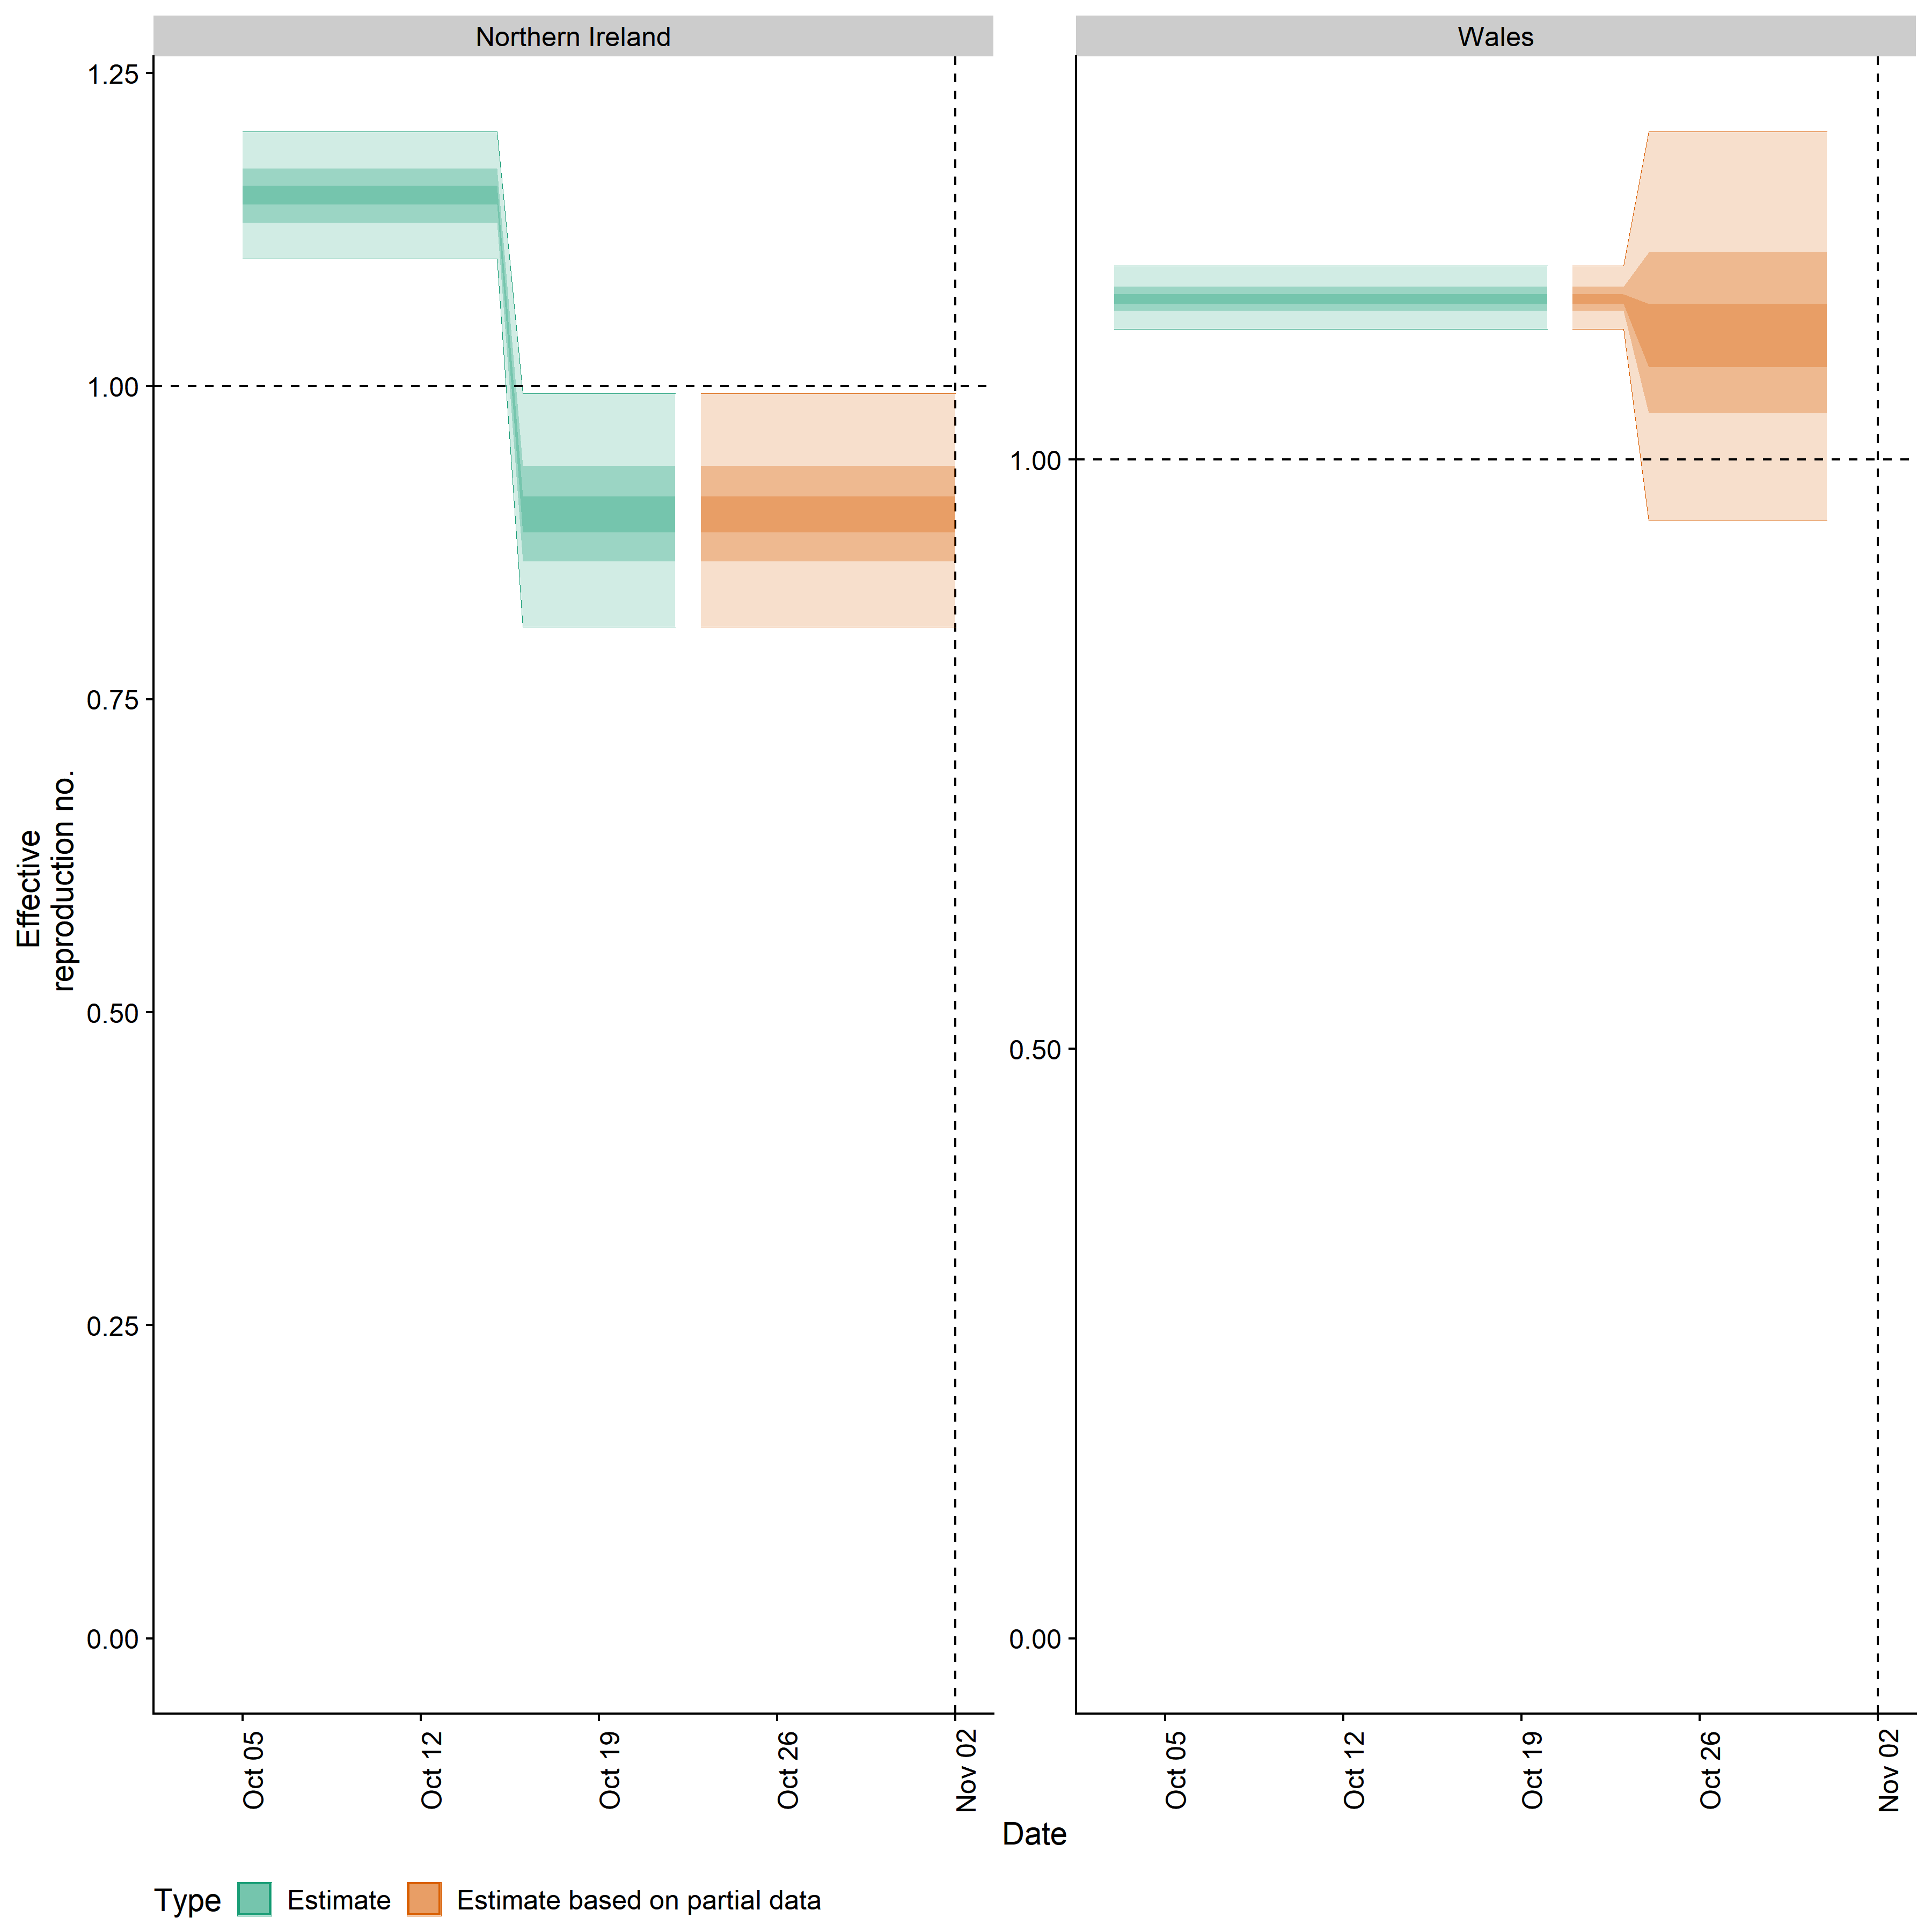 Northern Ireland
Wales
Effective
reproduction no.
1.25
1.00
0.75
0.50
0.25
0.00
1.00
0.50
0.00
Oct 05
Oct 12
Oct 19
Oct 26
Nov 02
Oct 05
Oct 12
Oct 19
Oct 26
Nov 02
Date
Type
Estimate
Estimate based on partial data